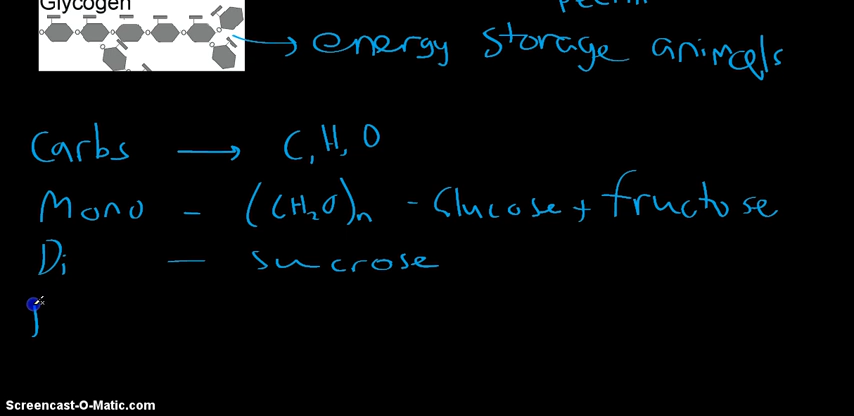 Glycogen
energy storage animals
Carbs → C, H, O
Mono - (CH₂O)n - Glucose + fructose
Di - sucrose
Screencast-O-Matic.com